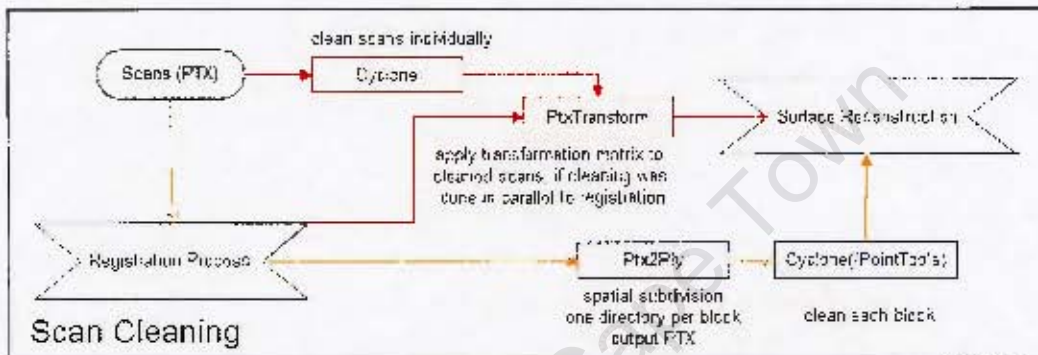 clean scans individually
Scans (PTX)
Cyclone
PtxTransform
Surface Reconstruction
apply transformation matrix to
cleaned scans, if cleaning was
done in parallel to registration
Registration Process
Ptx2Ply
Cyclone(/PointTools)
spatial subdivision
one directory per block
output PTX
clean each block
Scan Cleaning
Cape Town